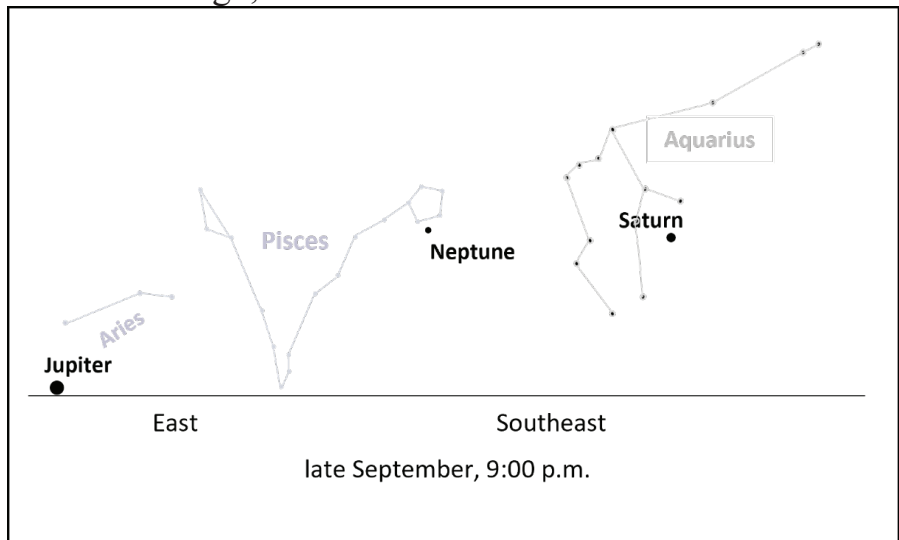 Aquarius
Saturn
Pisces
Neptune
Aries
Jupiter
East Southeast
late September, 9:00 p.m.